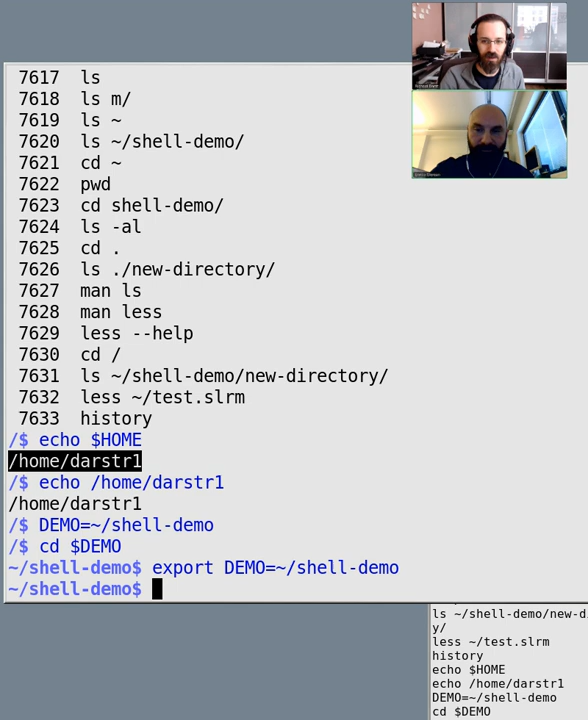 7617 ls
7618 ls m/
7619 ls ~
7620 ls ~/shell-demo/
7621 cd ~
7622 pwd
7623 cd shell-demo/
7624 ls -al
7625 cd .
7626 ls ./new-directory/
7627 man ls
7628 man less
7629 less --help
7630 cd /
7631 ls ~/shell-demo/new-directory/
7632 less ~/test.slrm
7633 history
/$ echo $HOME
/home/darstr1
/$ echo /home/darstr1
/home/darstr1
/$ DEMO=~/shell-demo
/$ cd $DEMO
~/shell-demo$ export DEMO=~/shell-demo
~/shell-demo$
ls ~/shell-demo/new-d
y/
less ~/test.slrm
history
echo $HOME
echo /home/darstr1
DEMO=~/shell-demo
cd $DEMO